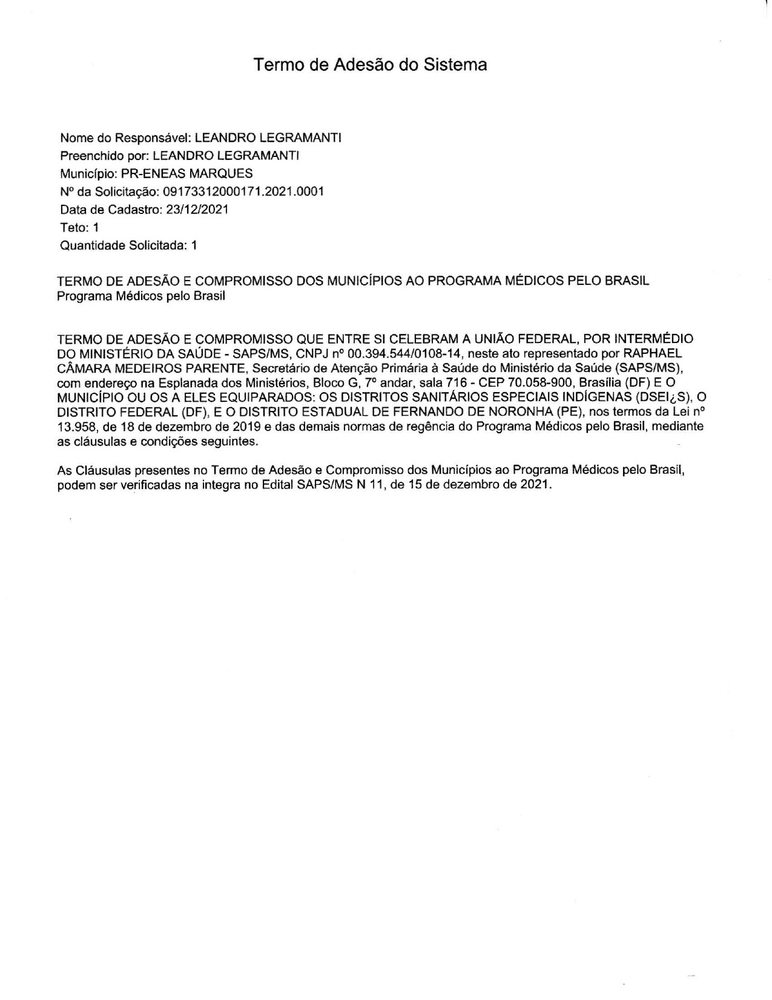 Termo de Adesão do Sistema
Nome do Responsável: LEANDRO LEGRAMANTI
Preenchido por: LEANDRO LEGRAMANTI
Município: PR-ENEAS MARQUES
Nº da Solicitação: 09173312000171.2021.0001
Data de Cadastro: 23/12/2021
Teto: 1
Quantidade Solicitada: 1
TERMO DE ADESÃO E COMPROMISSO DOS MUNICÍPIOS AO PROGRAMA MÉDICOS PELO BRASIL
Programa Médicos pelo Brasil
TERMO DE ADESÃO E COMPROMISSO QUE ENTRE SI CELEBRAM A UNIÃO FEDERAL, POR INTERMÉDIO
DO MINISTÉRIO DA SAÚDE - SAPS/MS, CNPJ nº 00.394.544/0108-14, neste ato representado por RAPHAEL
CÂMARA MEDEIROS PARENTE, Secretário de Atenção Primária à Saúde do Ministério da Saúde (SAPS/MS),
com endereço na Esplanada dos Ministérios, Bloco G, 7º andar, sala 716 - CEP 70.058-900, Brasília (DF) E O
MUNICÍPIO OU OS A ELES EQUIPARADOS: OS DISTRITOS SANITÁRIOS ESPECIAIS INDÍGENAS (DSEI¿S), O
DISTRITO FEDERAL (DF), E O DISTRITO ESTADUAL DE FERNANDO DE NORONHA (PE), nos termos da Lei nº
13.958, de 18 de dezembro de 2019 e das demais normas de regência do Programa Médicos pelo Brasil, mediante
as cláusulas e condições seguintes.
As Cláusulas presentes no Termo de Adesão e Compromisso dos Municípios ao Programa Médicos pelo Brasil,
podem ser verificadas na integra no Edital SAPS/MS N 11, de 15 de dezembro de 2021.